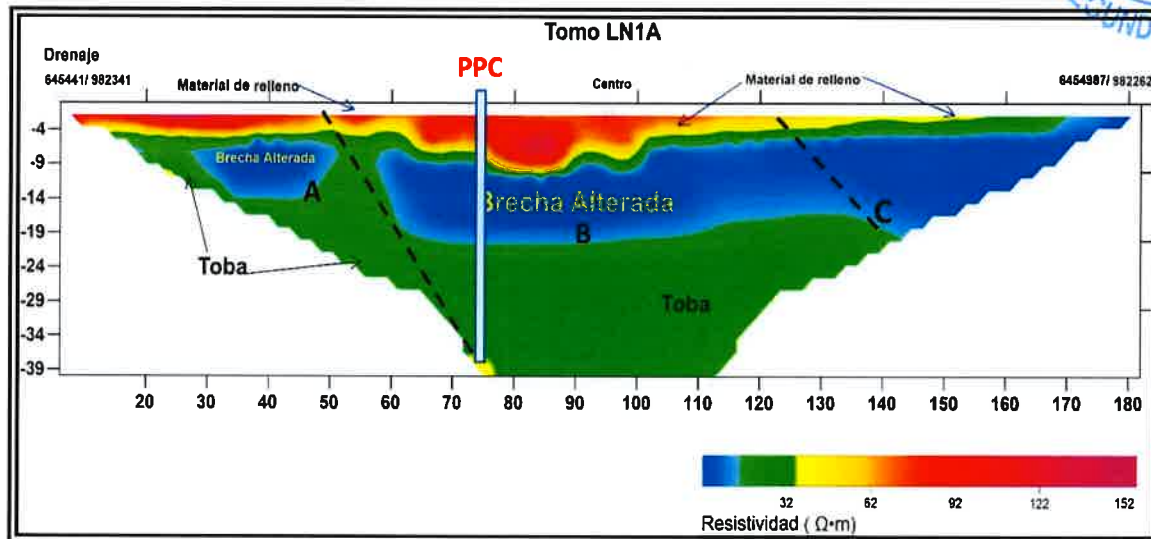 Tomo LN1A
Drenaje
645441/ 982341
Material de relleno
PPC
Centro
Material de relleno
6454987/ 982262
-4
-9
-14
-19
-24
-29
-34
-39
Brecha Alterada
A
Brecha Alterada
B
C
Toba
Toba
20 30 40 50 60 70 80 90 100 110 120 130 140 150 160 170 180
32 62 92 122 152
Resistividad ( Ω•m)